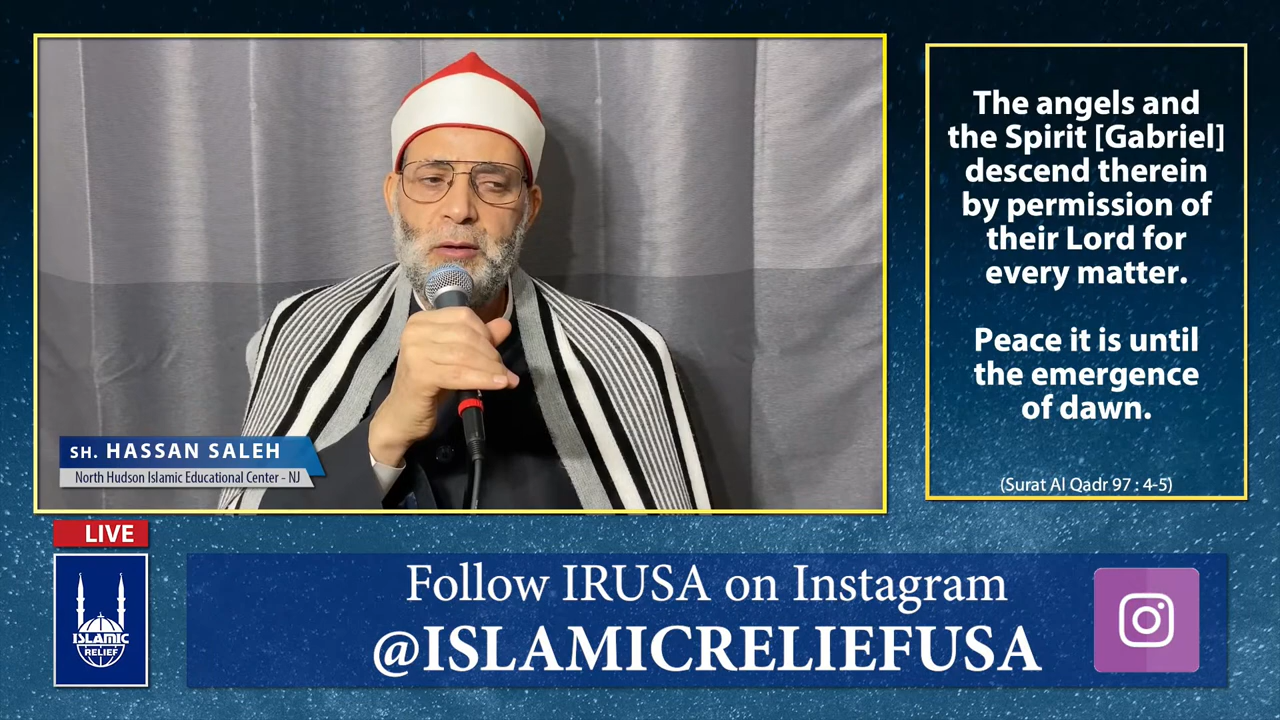 The angels and
the Spirit [Gabriel]
descend therein
by permission of
their Lord for
every matter.
Peace it is until
the emergence
of dawn.
(Surat Al Qadr 97 : 4-5)
SH. HASSAN SALEH
North Hudson Islamic Educational Center - NJ
LIVE
ISLAMIC
RELIEF
Follow IRUSA on Instagram
@ISLAMICRELIEFUSA